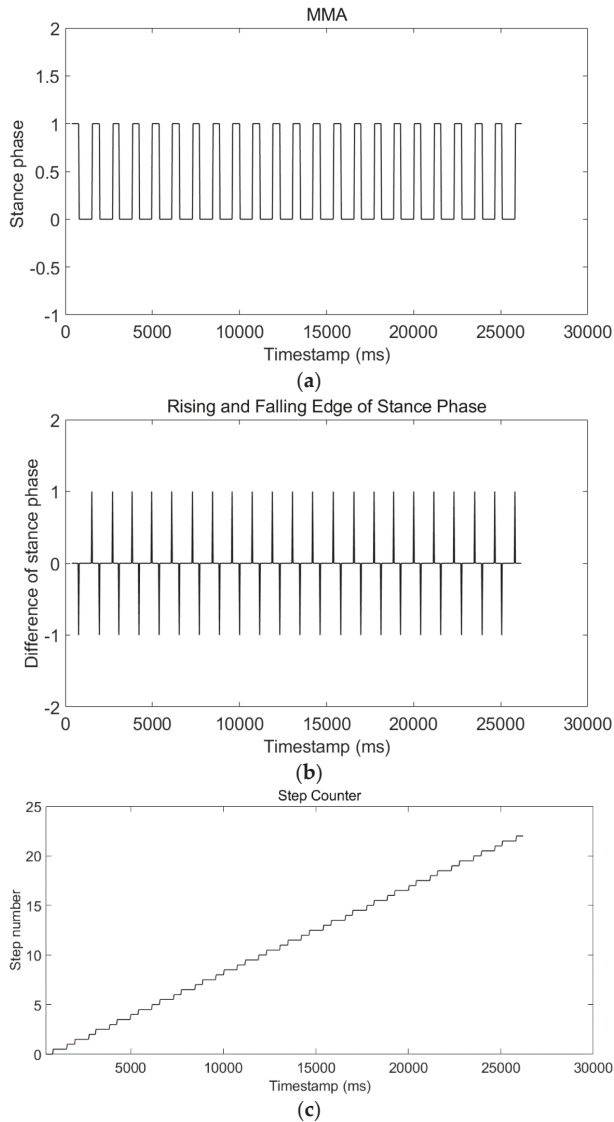 MMA
2
1.5
1
0.5
0
-0.5
-1
Stance phase
0 5000 10000 15000 20000 25000 30000
Timestamp (ms)
(a)
Rising and Falling Edge of Stance Phase
2
1
0
-1
-2
Difference of stance phase
0 5000 10000 15000 20000 25000 30000
Timestamp (ms)
(b)
Step Counter
25
20
15
10
5
0
Step number
5000 10000 15000 20000 25000 30000
Timestamp (ms)
(c)